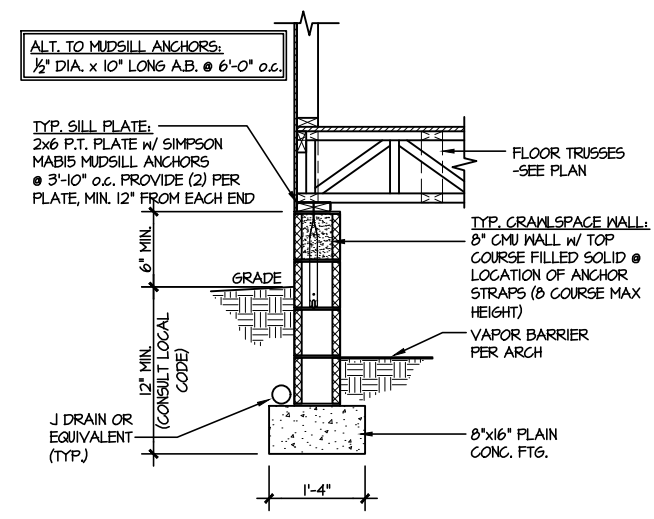 ALT. TO MUDSILL ANCHORS:
½" DIA. x 10" LONG A.B. @ 6'-0" o.c.
TYP. SILL PLATE:
2x6 P.T. PLATE w/ SIMPSON
MAB15 MUDSILL ANCHORS
@ 3'-10" o.c. PROVIDE (2) PER
PLATE, MIN. 12" FROM EACH END
FLOOR TRUSSES
-SEE PLAN
TYP. CRAWLSPACE WALL:
8" CMU WALL w/ TOP
COURSE FILLED SOLID @
LOCATION OF ANCHOR
STRAPS (8 COURSE MAX
HEIGHT)
6" MIN.
GRADE
VAPOR BARRIER
PER ARCH
12" MIN.
(CONSULT LOCAL
CODE)
J DRAIN OR
EQUIVALENT
(TYP.)
8"x16" PLAIN
CONC. FTG.
1'-4"